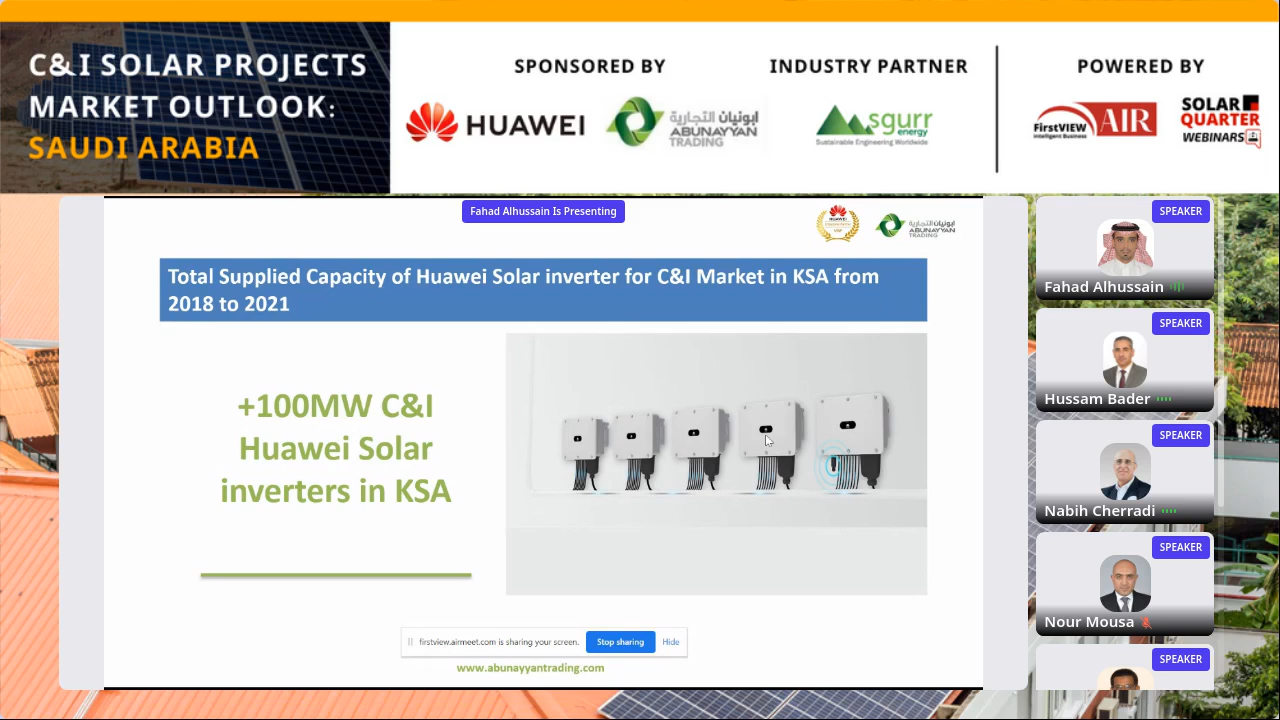 C&I SOLAR PROJECTS
MARKET OUTLOOK:
SAUDI ARABIA
SPONSORED BY
INDUSTRY PARTNER
POWERED BY
HUAWEI
ابونيان التجارية
ABUNAYYAN
TRADING
sgurr
energy
Sustainable Engineering Worldwide
FirstVIEW
Intelligent Business
AIR
SOLAR
QUARTER
WEBINARS
Fahad Alhussain Is Presenting
HUAWEI
VAP
ابونيان التجارية
ABUNAYYAN
TRADING
Total Supplied Capacity of Huawei Solar inverter for C&I Market in KSA from
2018 to 2021
+100MW C&I
Huawei Solar
inverters in KSA
firstview.airmeet.com is sharing your screen.
Stop sharing
Hide
www.abunayyantrading.com
SPEAKER
Fahad Alhussain
SPEAKER
Hussam Bader
SPEAKER
Nabih Cherradi
SPEAKER
Nour Mousa
SPEAKER